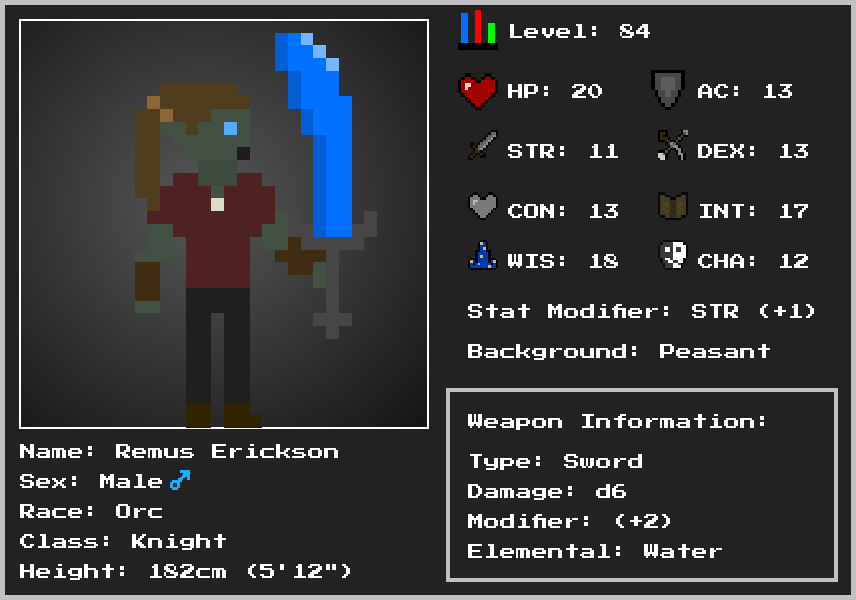 Level: 84
HP: 20
AC: 13
STR: 11
DEX: 13
CON: 13
INT: 17
WIS: 18
CHA: 12
Stat Modifier: STR (+1)
Background: Peasant
Weapon Information:
Type: Sword
Damage: d6
Modifier: (+2)
Elemental: Water
Name: Remus Erickson
Sex: Male♂
Race: Orc
Class: Knight
Height: 182cm (5'12")